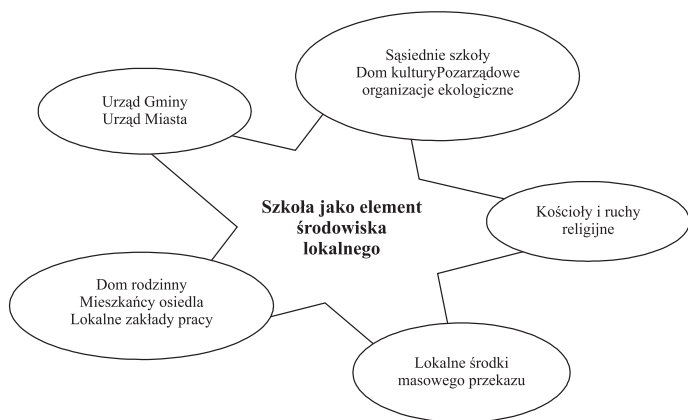 Sąsiednie szkoły
Dom kulturyPozarządowe
organizacje ekologiczne
Urząd Gminy
Urząd Miasta
Szkoła jako element
środowiska
lokalnego
Kościoły i ruchy
religijne
Dom rodzinny
Mieszkańcy osiedla
Lokalne zakłady pracy
Lokalne środki
masowego przekazu